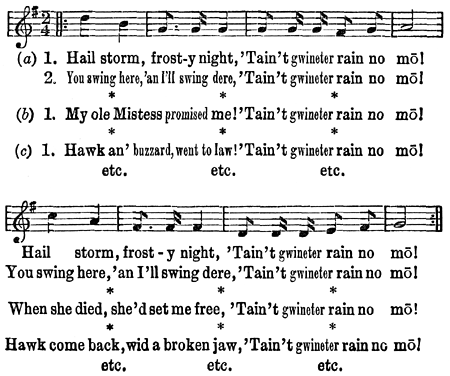 2/4
(a) 1. Hail storm, frost-y night, 'Tain't gwineter rain no mō!
2. You swing here, 'an I'll swing dere, 'Tain't gwineter rain no mō!
* * *
(b) 1. My ole Mistess promised me! 'Tain't gwineter rain no mō!
* * *
(c) 1. Hawk an' buzzard, went to law! 'Tain't gwineter rain no mō!
etc. etc. etc.
Hail storm, frost-y night, 'Tain't gwineter rain no mō!
You swing here, 'an I'll swing dere, 'Tain't gwineter rain no mō!
* * *
When she died, she'd set me free, 'Tain't gwineter rain no mō!
* * *
Hawk come back, wid a broken jaw, 'Tain't gwineter rain no mō!
etc. etc. etc.